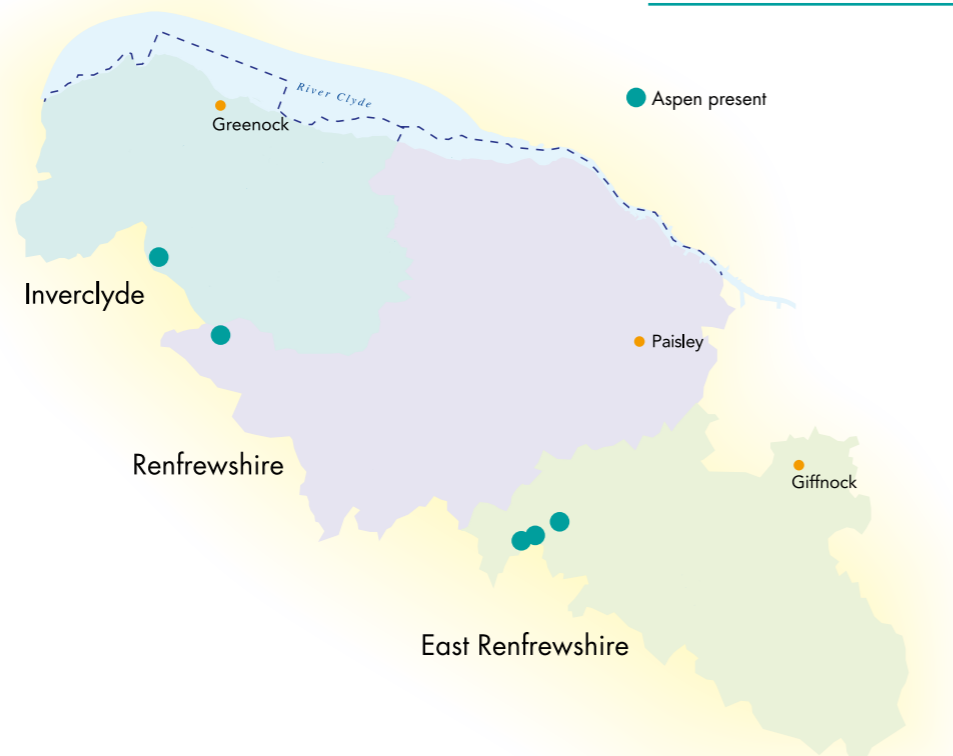 River Clyde
Aspen present
Greenock
Inverclyde
Paisley
Renfrewshire
Giffnock
East Renfrewshire